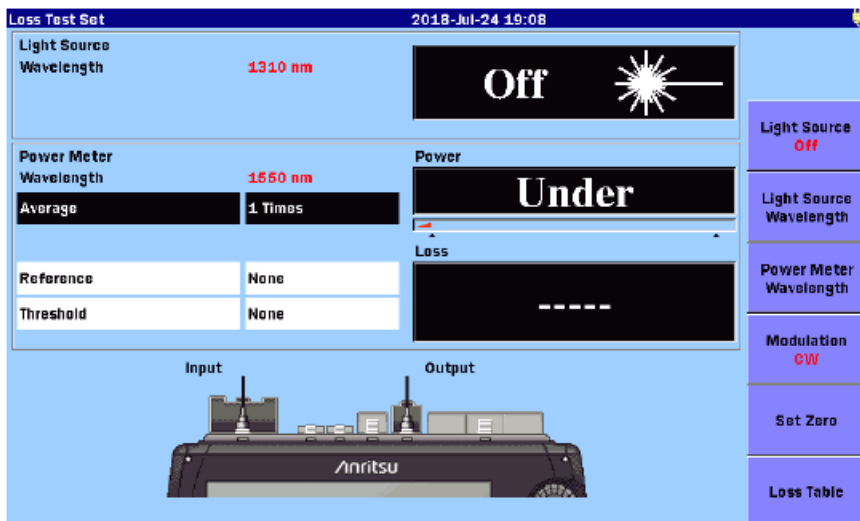 Loss Test Set 2018-Jul-24 19:08
Light Source
Wavelength 1310 nm
Off
Power Meter
Wavelength 1550 nm
Average 1 Times
Reference None
Threshold None
Power
Under
Loss
-----
Input Output
Anritsu
Light Source
Off
Light Source
Wavelength
Power Meter
Wavelength
Modulation
CW
Set Zero
Loss Table